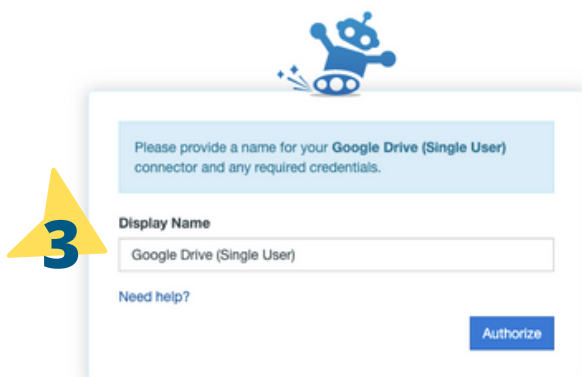 Please provide a name for your Google Drive (Single User)
connector and any required credentials.
Display Name
3
Google Drive (Single User)
Need help?
Authorize